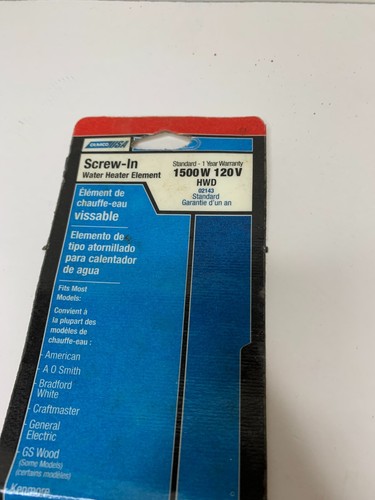 CAMCO
Screw-In
Water Heater Element
Standard - 1 Year Warranty
1500W 120V
HWD
02143
Standard
Garantie d'un an
Élément de
chauffe-eau
vissable
Elemento de
tipo atornillado
para calentador
de agua
Fits Most
Models:
Convient à
la plupart des
modèles de
chauffe-eau :
- American
- A O Smith
- Bradford
White
- Craftmaster
- General
Electric
- GS Wood
(Some Models)
(certains modèles)
Kenmore